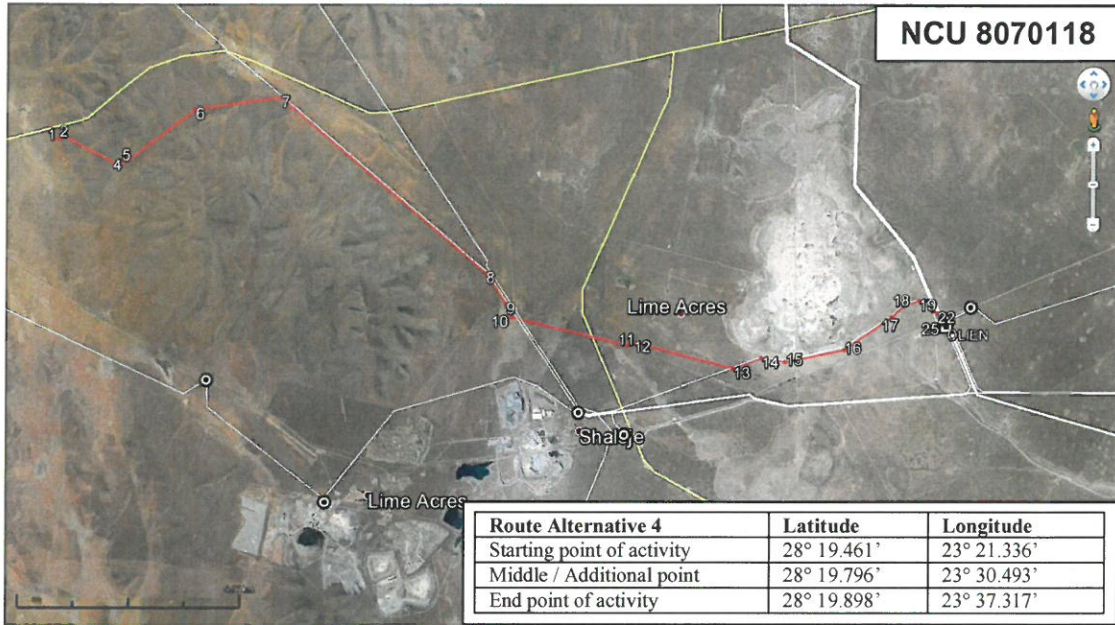 NCU 8070118
1 2
4 5
6
7
8
9
10
11
12
Lime Acres
13
14
15
16
17
18
19
22
25
Lime Acres
Route Alternative 4 Latitude Longitude
Starting point of activity 28° 19.461’ 23° 21.336’
Middle / Additional point 28° 19.796’ 23° 30.493’
End point of activity 28° 19.898’ 23° 37.317’